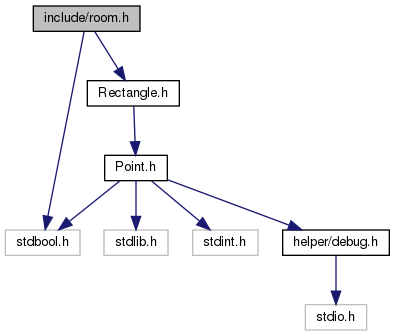 include/room.h
Rectangle.h
Point.h
stdbool.h
stdlib.h
stdint.h
helper/debug.h
stdio.h